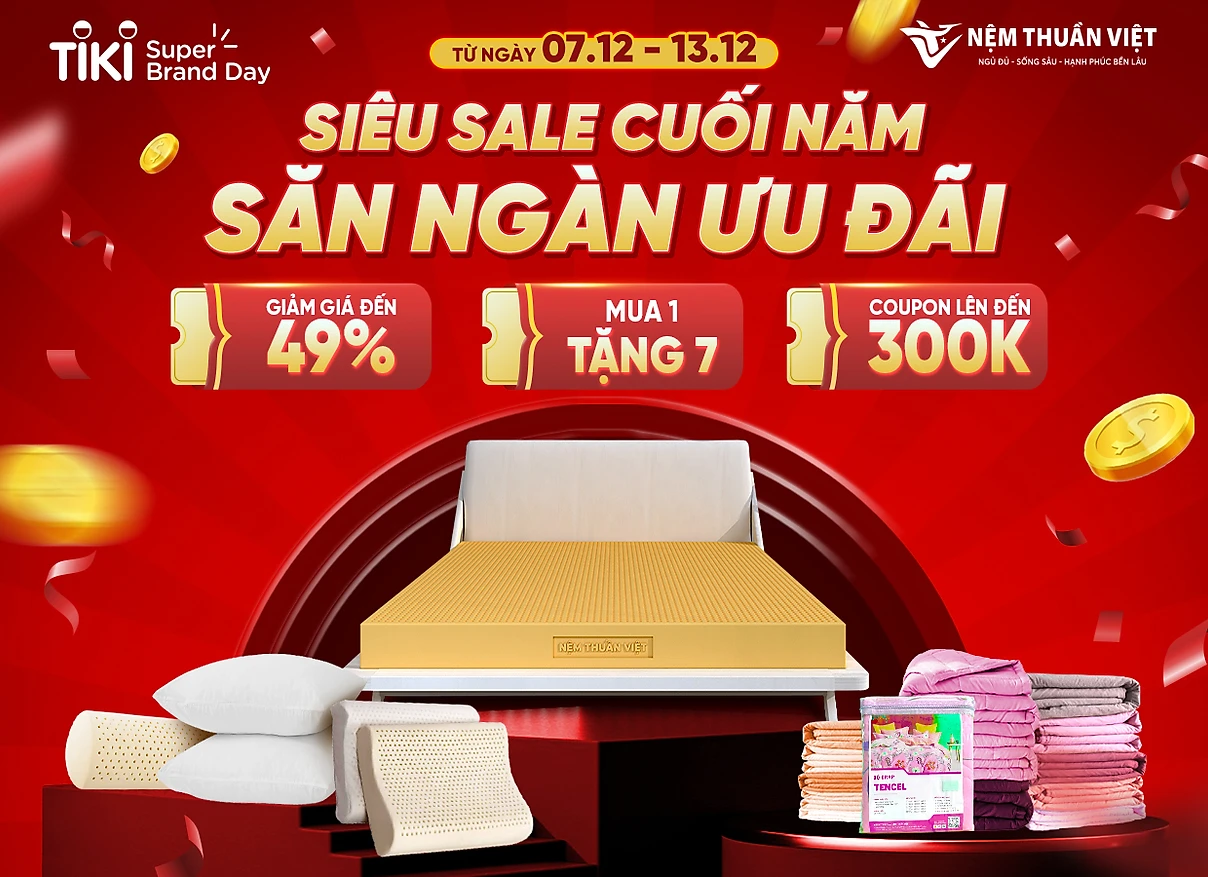 TIKI Super Brand Day
TỪ NGÀY 07.12 - 13.12
NỆM THUẦN VIỆT
NGỦ ĐỦ - SỐNG SÂU - HẠNH PHÚC BỀN LÂU
SIÊU SALE CUỐI NĂM
SĂN NGÀN ƯU ĐÃI
GIẢM GIÁ ĐẾN
49%
MUA 1
TẶNG 7
COUPON LÊN ĐẾN
300K
NỆM THUẦN VIỆT
TENCEL